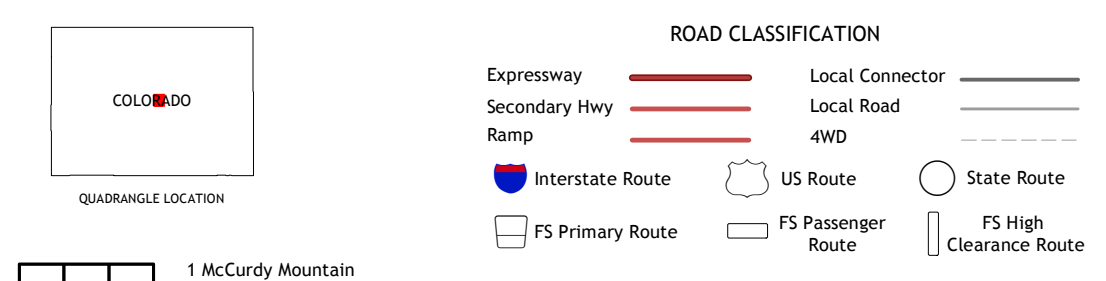 COLORADO
QUADRANGLE LOCATION
1 McCurdy Mountain
ROAD CLASSIFICATION
Expressway
Local Connector
Secondary Hwy
Local Road
Ramp
4WD
Interstate Route
US Route
State Route
FS Primary Route
FS Passenger
Route
FS High
Clearance Route